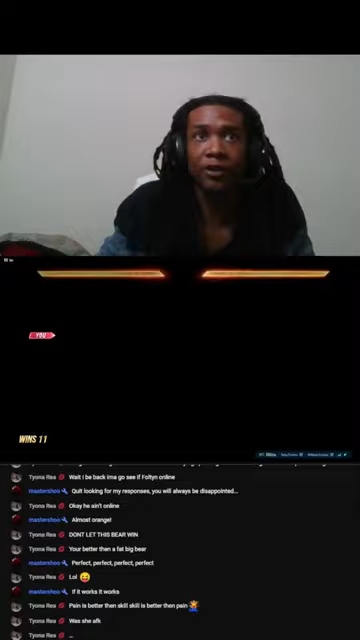 YOU
WINS 11
Tyona Rea Wait I be back ima go see if Foltyn online
mastershoo Quit looking for my responses, you will always be disappointed...
Tyona Rea Okay he ain't online
mastershoo Almost orange!
Tyona Rea DONT LET THIS BEAR WIN
Tyona Rea Your better then a fat big bear
mastershoo Perfect, perfect, perfect, perfect
Tyona Rea Lol
mastershoo If it works it works
Tyona Rea Pain is better then skill skill is better then pain
Tyona Rea Was she afk
Tyona Rea ...